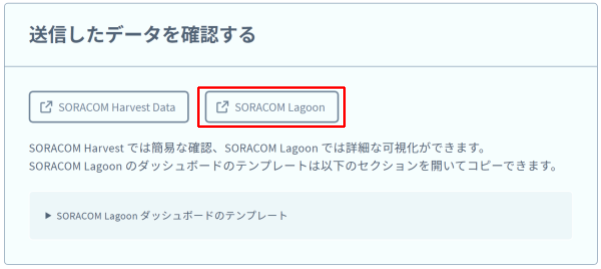 送信したデータを確認する
SORACOM Harvest Data
SORACOM Lagoon
SORACOM Harvest では簡易な確認、SORACOM Lagoon では詳細な可視化ができます。
SORACOM Lagoon のダッシュボードのテンプレートは以下のセクションを開いてコピーできます。
▶ SORACOM Lagoon ダッシュボードのテンプレート